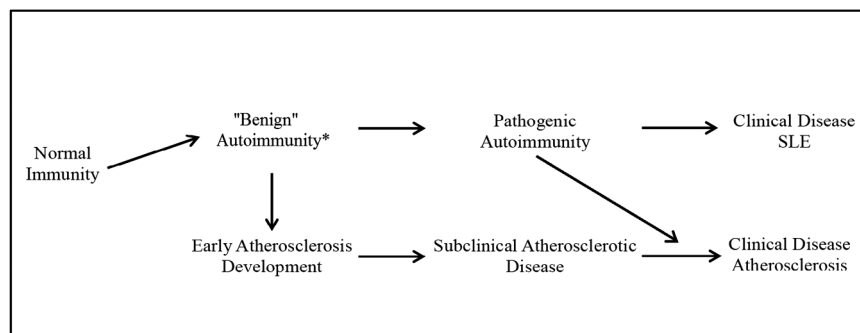 "Benign"
Autoimmunity*
Pathogenic
Autoimmunity
Clinical Disease
SLE
Normal
Immunity
Early Atherosclerosis
Development
Subclinical Atherosclerotic
Disease
Clinical Disease
Atherosclerosis